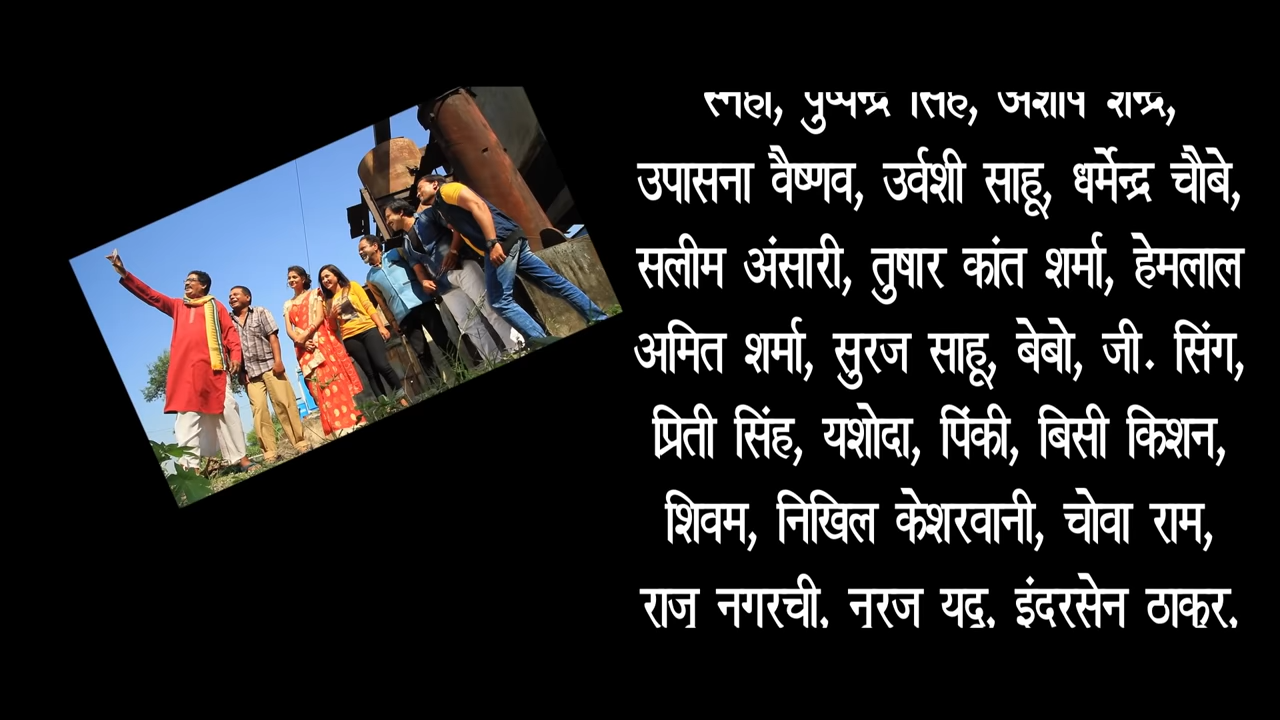 सिंह,
उपासना वैष्णव, उर्वशी साहू, धर्मेन्द्र चौबे,
सलीम अंसारी, तुषार कांत शर्मा, हेमलाल
अमित शर्मा, सुरज साहू, बेबो, जी. सिंग,
प्रिती सिंह, यशोदा, पिंकी, बिसी किशन,
शिवम, निखिल केशरवानी, चोवा राम,
राजु नगरची, यदु, इंदरसेन ठाकुर,